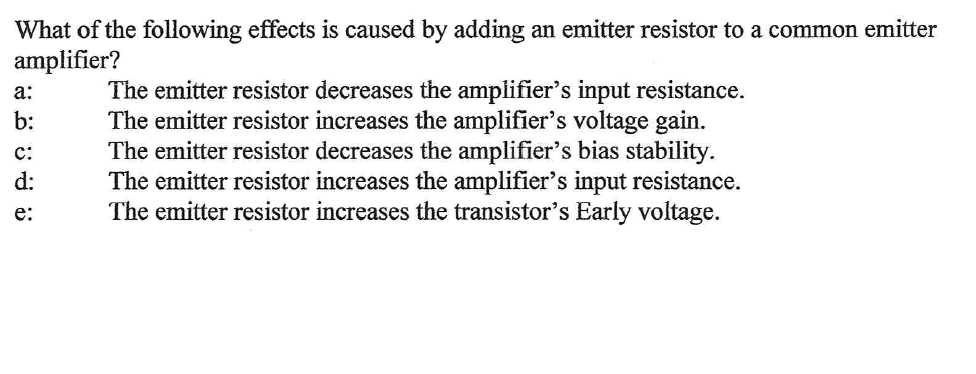 What of the following effects is caused by adding an emitter resistor to a common emitter
amplifier?
a: The emitter resistor decreases the amplifier's input resistance.
b: The emitter resistor increases the amplifier's voltage gain.
c: The emitter resistor decreases the amplifier's bias stability.
d: The emitter resistor increases the amplifier's input resistance.
e: The emitter resistor increases the transistor's Early voltage.